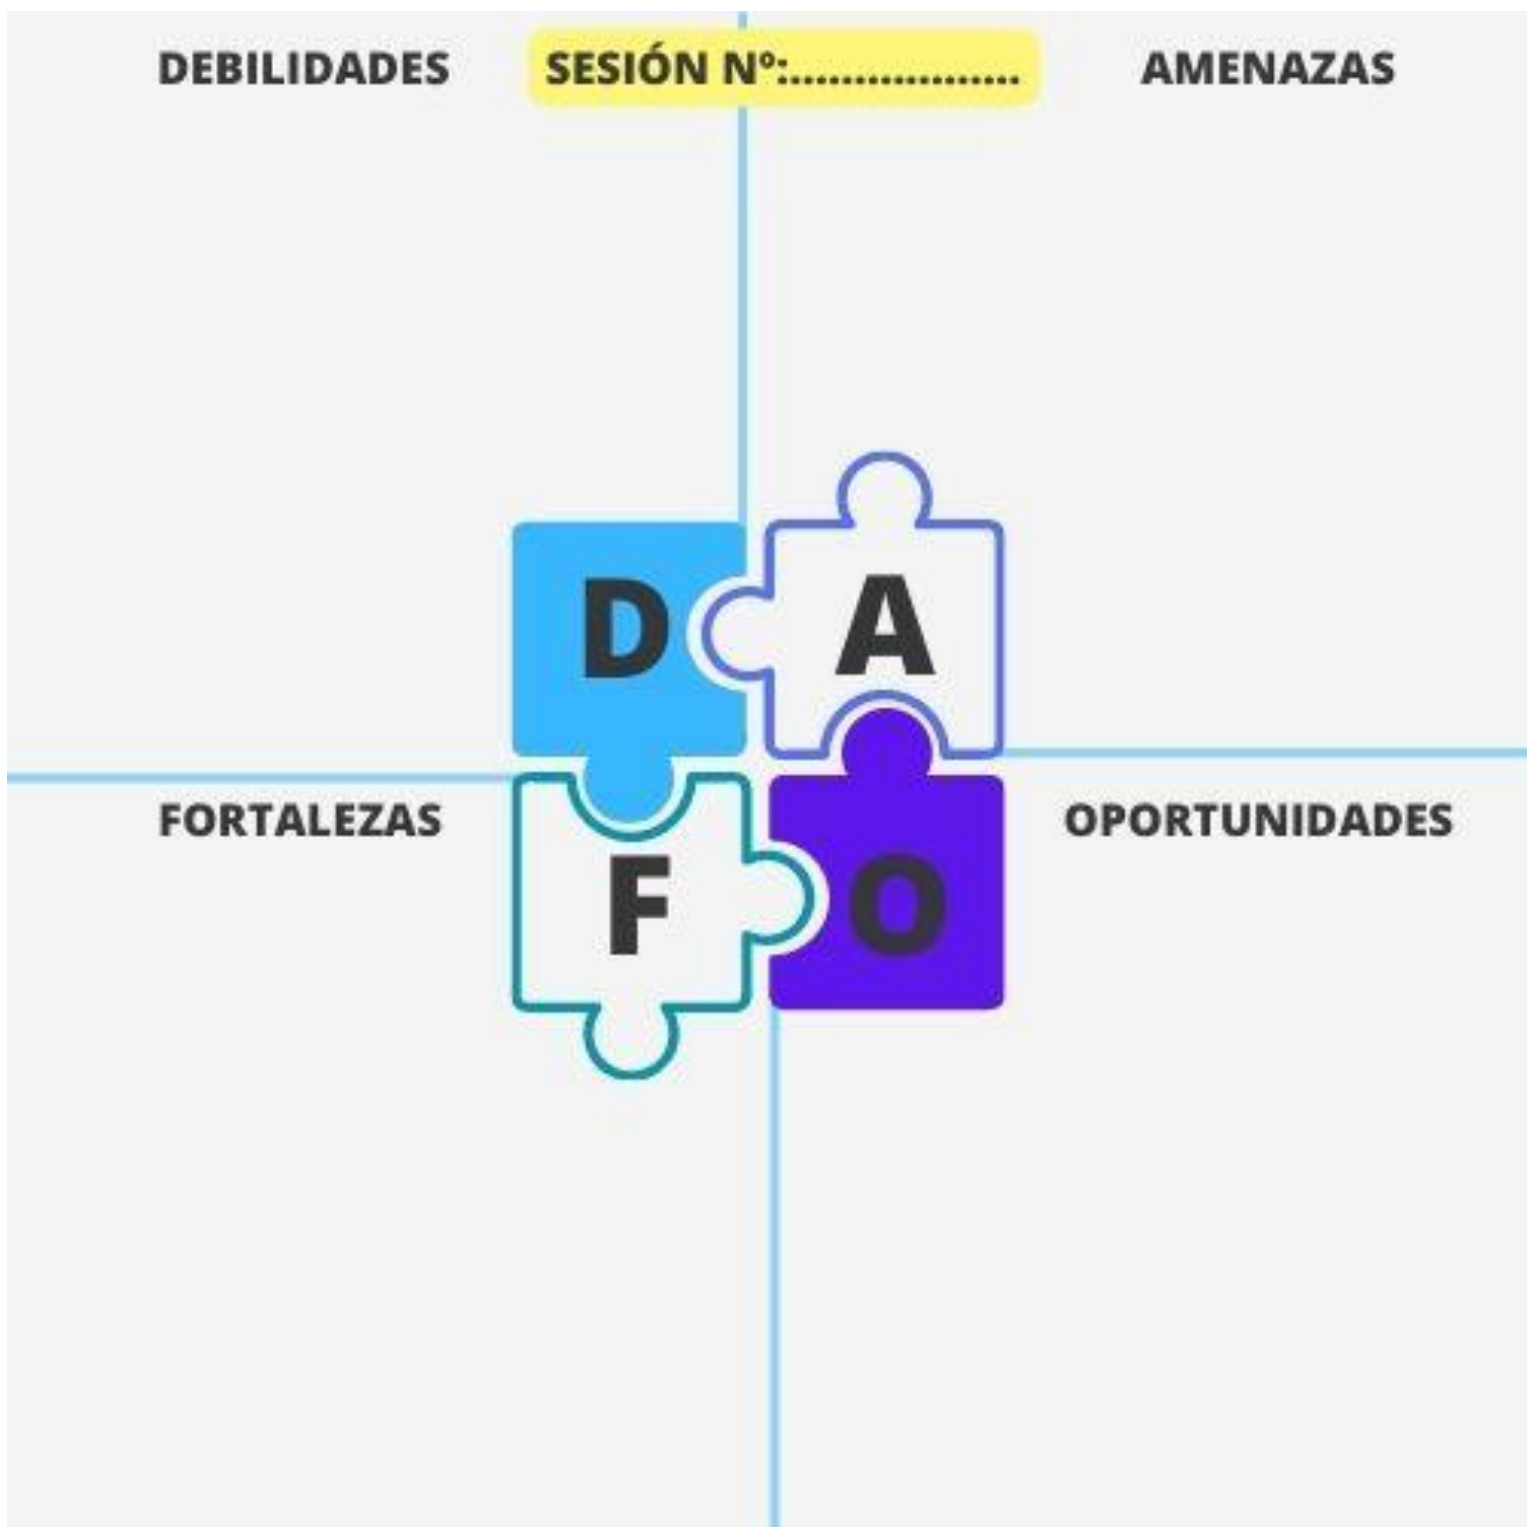 DEBILIDADES
SESIÓN Nº:..................
AMENAZAS
D
A
FORTALEZAS
OPORTUNIDADES
F
O